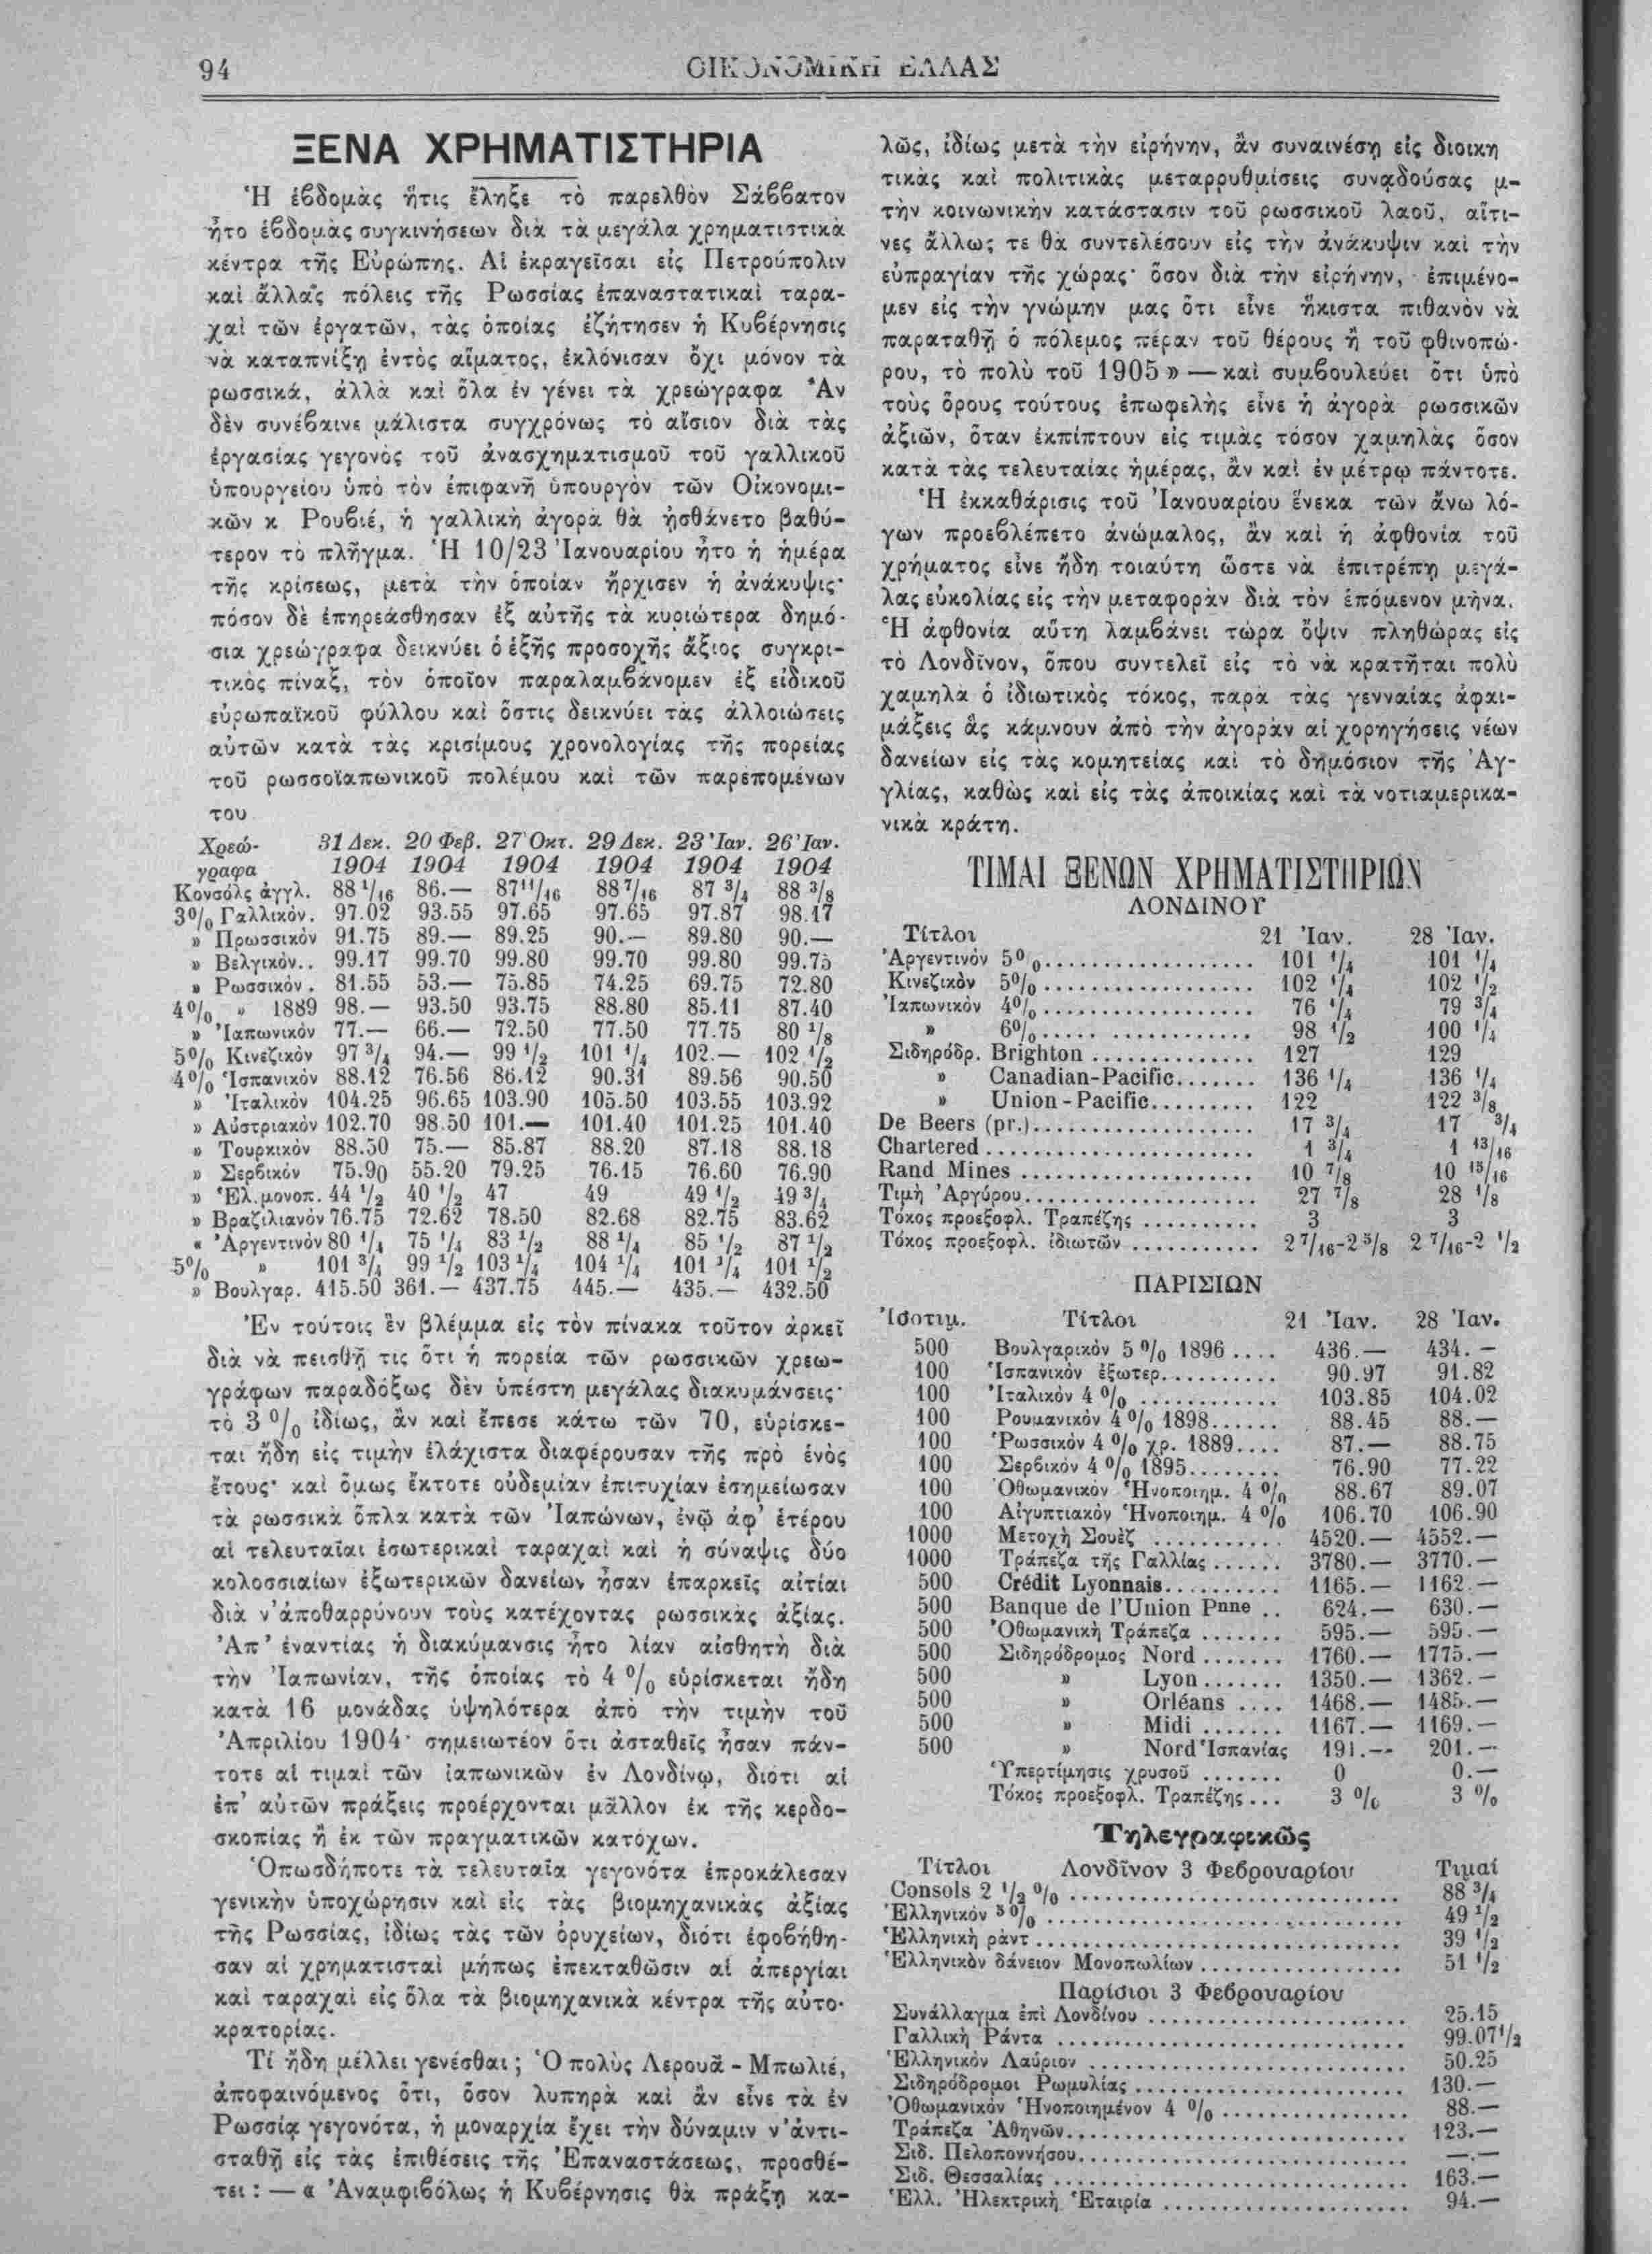 94
ΟΙΚΟΝΟΜΙΚΗ ΕΛΛΑΣ
ΞΕΝΑ ΧΡΗΜΑΤΙΣΤΗΡΙΑ
Ἡ ἑβδομὰς ἥτις ἔληξε τὸ παρελθὸν Σάββατον
ἦτο ἑβδομὰς συγκινήσεων διὰ τὰ μεγάλα χρηματιστικὰ
κέντρα τῆς Εὐρώπης. Αἱ ἐκραγεῖσαι εἰς Πετρούπολιν
καὶ ἄλλας πόλεις τῆς Ρωσσίας ἐπαναστατικαὶ ταρα-
χαὶ τῶν ἐργατῶν, τὰς ὁποίας ἐζήτησεν ἡ Κυβέρνησις
νὰ καταπνίξῃ ἐντὸς αἵματος, ἐκλόνισαν ὄχι μόνον τὰ
ρωσσικά, ἀλλὰ καὶ ὅλα ἐν γένει τὰ χρεώγραφα Ἂν
δὲν συνέβαινε μάλιστα συγχρόνως τὸ αἴσιον διὰ τὰς
ἐργασίας γεγονὸς τοῦ ἀνασχηματισμοῦ τοῦ γαλλικοῦ
ὑπουργείου ὑπὸ τὸν ἐπιφανῆ ὑπουργὸν τῶν Οἰκονομι-
κῶν κ Ρουβιέ, ἡ γαλλικὴ ἀγορὰ θὰ ἠσθάνετο βαθύ-
τερον τὸ πλῆγμα. Ἡ 10/23 Ἰανουαρίου ἦτο ἡ ἡμέρα
τῆς κρίσεως, μετὰ τὴν ὁποίαν ἤρχισεν ἡ ἀνάκυψις·
πόσον δὲ ἐπηρεάσθησαν ἐξ αὐτῆς τὰ κυριώτερα δημό-
σια χρεώγραφα δεικνύει ὁ ἑξῆς προσοχῆς ἄξιος συγκρι-
τικὸς πίναξ, τὸν ὁποῖον παραλαμβάνομεν ἐξ εἰδικοῦ
εὐρωπαϊκοῦ φύλλου καὶ ὅστις δεικνύει τὰς ἀλλοιώσεις
αὐτῶν κατὰ τὰς κρισίμους χρονολογίας τῆς πορείας
τοῦ ρωσσοϊαπωνικοῦ πολέμου καὶ τῶν παρεπομένων
του
Χρεώ- 31 Δεκ. 20 Φεβ. 27 Ὀκτ. 29 Δεκ. 23 Ἰαν. 26 Ἰαν.
γραφα 1904 1904 1904 1904 1904 1904
Κονσόλς ἀγγλ. 88 1/16 86.— 87 11/16 88 7/16 87 3/4 88 3/8
3% Γαλλικόν. 97.02 93.55 97.65 97.65 97.87 98.17
» Πρωσσικόν 91.75 89.— 89.25 90.— 89.80 90.—
» Βελγικόν.. 99.17 99.70 99.80 99.70 99.80 99.75
» Ρωσσικόν. 81.55 53.— 75.85 74.25 69.75 72.80
4% » 1889 98.— 93.50 93.75 88.80 85.11 87.40
» Ἰαπωνικόν 77.— 66.— 72.50 77.50 77.75 80 1/8
5% Κινεζικὸν 97 3/4 94.— 99 1/2 101 1/4 102.— 102 1/2
4% Ἱσπανικόν 88.12 76.56 86.12 90.31 89.56 90.50
» Ἰταλικόν 104.25 96.65 103.90 105.50 103.55 103.92
» Αὐστριακόν 102.70 98.50 101.— 101.40 101.25 101.40
» Τουρκικόν 88.50 75.— 85.87 88.20 87.18 88.18
» Σερβικόν 75.90 55.20 79.25 76.15 76.60 76.90
» Ἑλ. μονοπ. 44 1/2 40 1/2 47 49 49 1/2 49 3/4
» Βραζιλιανὸν 76.75 72.62 78.50 82.68 82.75 83.62
« Ἀργεντινὸν 80 1/4 75 1/4 83 1/2 88 1/4 85 1/2 87 1/2
5% » 101 3/4 99 1/2 103 1/4 104 1/4 101 1/4 101 1/2
» Βουλγαρ. 415.50 361.— 437.75 445.— 435.— 432.50
Ἐν τούτοις ἓν βλέμμα εἰς τὸν πίνακα τοῦτον ἀρκεῖ
διὰ νὰ πεισθῇ τις ὅτι ἡ πορεία τῶν ρωσσικῶν χρεω-
γράφων παραδόξως δὲν ὑπέστη μεγάλας διακυμάνσεις·
τὸ 3 % ἰδίως, ἂν καὶ ἔπεσε κάτω τῶν 70, εὑρίσκε-
ται ἤδη εἰς τιμὴν ἐλάχιστα διαφέρουσαν τῆς πρὸ ἑνὸς
ἔτους· καὶ ὅμως ἔκτοτε οὐδεμίαν ἐπιτυχίαν ἐσημείωσαν
τὰ ρωσσικὰ ὅπλα κατὰ τῶν Ἰαπώνων, ἐνῷ ἀφ' ἑτέρου
αἱ τελευταῖαι ἐσωτερικαὶ ταραχαὶ καὶ ἡ σύναψις δύο
κολοσσιαίων ἐξωτερικῶν δανείων ἦσαν ἐπαρκεῖς αἰτίαι
διὰ ν' ἀποθαρρύνουν τοὺς κατέχοντας ρωσσικὰς ἀξίας.
Ἀπ' ἐναντίας ἡ διακύμανσις ἦτο λίαν αἰσθητὴ διὰ
τὴν Ἰαπωνίαν, τῆς ὁποίας τὸ 4 % εὑρίσκεται ἤδη
κατὰ 16 μονάδας ὑψηλότερα ἀπὸ τὴν τιμὴν τοῦ
Ἀπριλίου 1904· σημειωτέον ὅτι ἀσταθεῖς ἦσαν πάν-
τοτε αἱ τιμαὶ τῶν ἰαπωνικῶν ἐν Λονδίνῳ, διότι αἱ
ἐπ' αὐτῶν πράξεις προέρχονται μᾶλλον ἐκ τῆς κερδο-
σκοπίας ἢ ἐκ τῶν πραγματικῶν κατόχων.
Ὁπωσδήποτε τὰ τελευταῖα γεγονότα ἐπροκάλεσαν
γενικὴν ὑποχώρησιν καὶ εἰς τὰς βιομηχανικὰς ἀξίας
τῆς Ρωσσίας, ἰδίως τὰς τῶν ὀρυχείων, διότι ἐφοβήθη-
σαν αἱ χρηματισταὶ μήπως ἐπεκταθῶσιν αἱ ἀπεργίαι
καὶ ταραχαὶ εἰς ὅλα τὰ βιομηχανικὰ κέντρα τῆς αὐτο-
κρατορίας.
Τί ἤδη μέλλει γενέσθαι; Ὁ πολὺς Λερουᾶ - Μπωλιέ,
ἀποφαινόμενος ὅτι, ὅσον λυπηρὰ καὶ ἂν εἶνε τὰ ἐν
Ρωσσίᾳ γεγονότα, ἡ μοναρχία ἔχει τὴν δύναμιν ν' ἀντι-
σταθῇ εἰς τὰς ἐπιθέσεις τῆς Ἐπαναστάσεως, προσθέ-
τει: — « Ἀναμφιβόλως ἡ Κυβέρνησις θὰ πράξῃ κα-
λῶς, ἰδίως μετὰ τὴν εἰρήνην, ἂν συναινέσῃ εἰς διοικη
τικὰς καὶ πολιτικὰς μεταρρυθμίσεις συνᾳδούσας μ-
τὴν κοινωνικὴν κατάστασιν τοῦ ρωσσικοῦ λαοῦ, αἵτι-
νες ἄλλως τε θὰ συντελέσουν εἰς τὴν ἀνάκυψιν καὶ τὴν
εὐπραγίαν τῆς χώρας· ὅσον διὰ τὴν εἰρήνην, ἐπιμένο-
μεν εἰς τὴν γνώμην μας ὅτι εἶνε ἥκιστα πιθανὸν νὰ
παραταθῇ ὁ πόλεμος πέραν τοῦ θέρους ἢ τοῦ φθινοπώ-
ρου, τὸ πολὺ τοῦ 1905 » — καὶ συμβουλεύει ὅτι ὑπὸ
τοὺς ὅρους τούτους ἐπωφελὴς εἶνε ἡ ἀγορὰ ρωσσικῶν
ἀξιῶν, ὅταν ἐκπίπτουν εἰς τιμὰς τόσον χαμηλὰς ὅσον
κατὰ τὰς τελευταίας ἡμέρας, ἂν καὶ ἐν μέτρῳ πάντοτε.
Ἡ ἐκκαθάρισις τοῦ Ἰανουαρίου ἕνεκα τῶν ἄνω λό-
γων προεβλέπετο ἀνώμαλος, ἂν καὶ ἡ ἀφθονία τοῦ
χρήματος εἶνε ἤδη τοιαύτη ὥστε νὰ ἐπιτρέπῃ μεγά-
λας εὐκολίας εἰς τὴν μεταφορὰν διὰ τὸν ἑπόμενον μῆνα.
Ἡ ἀφθονία αὕτη λαμβάνει τώρα ὄψιν πληθώρας εἰς
τὸ Λονδῖνον, ὅπου συντελεῖ εἰς τὸ νὰ κρατῆται πολὺ
χαμηλὰ ὁ ἰδιωτικὸς τόκος, παρὰ τὰς γενναίας ἀφαι-
μάξεις ἃς κάμνουν ἀπὸ τὴν ἀγορὰν αἱ χορηγήσεις νέων
δανείων εἰς τὰς κομητείας καὶ τὸ δημόσιον τῆς Ἀγ-
γλίας, καθὼς καὶ εἰς τὰς ἀποικίας καὶ τὰ νοτιαμερικα-
νικὰ κράτη.
ΤΙΜΑΙ ΞΕΝΩΝ ΧΡΗΜΑΤΙΣΤΗΡΙΩΝ
ΛΟΝΔΙΝΟΥ
Τίτλοι 21 Ἰαν. 28 Ἰαν.
Ἀργεντινὸν 5%.................. 101 1/4 101 1/4
Κινεζικὸν 5%.................. 102 1/4 102 1/2
Ἰαπωνικὸν 4%.................. 76 1/4 79 3/4
» 6%.................. 98 1/2 100 1/4
Σιδηρόδρ. Brighton .............. 127 129
» Canadian-Pacific....... 136 1/4 136 1/4
» Union - Pacific......... 122 122 3/8
De Beers (pr.)................... 17 3/4 17 3/4
Chartered ....................... 1 3/4 1 13/16
Rand Mines .................... 10 7/8 10 15/16
Τιμὴ Ἀργύρου.................... 27 7/8 28 1/8
Τόκος προεξοφλ. Τραπέζης .......... 3 3
Τόκος προεξοφλ. ἰδιωτῶν ............ 2 7/16-2 5/8 2 7/16-2 1/2
ΠΑΡΙΣΙΩΝ
Ἰσοτιμ. Τίτλοι 21 Ἰαν. 28 Ἰαν.
500 Βουλγαρικὸν 5 % 1896 .... 436.— 434.—
100 Ἱσπανικὸν ἐξωτερ.......... 90.97 91.82
100 Ἰταλικὸν 4 % ............ 103.85 104.02
100 Ρουμανικὸν 4 % 1898...... 88.45 88.—
100 Ρωσσικὸν 4 % χρ. 1889.... 87.— 88.75
100 Σερβικὸν 4 % 1895........ 76.90 77.22
100 Ὀθωμανικὸν Ἡνοποιημ. 4 % 88.67 89.07
100 Αἰγυπτιακὸν Ἡνοποιημ. 4 % 106.70 106.90
1000 Μετοχὴ Σουὲζ ........... 4520.— 4552.—
1000 Τράπεζα τῆς Γαλλίας ...... 3780.— 3770.—
500 Crédit Lyonnais.......... 1165.— 1162.—
500 Banque de l'Union Pnne .. 624.— 630.—
500 Ὀθωμανικὴ Τράπεζα ....... 595.— 595.—
500 Σιδηρόδρομος Nord ....... 1760.— 1775.—
500 » Lyon ....... 1350.— 1362.—
500 » Orléans .... 1468.— 1485.—
500 » Midi ....... 1167.— 1169.—
500 » Nord Ἱσπανίας 191.-- 201.—
Ὑπερτίμησις χρυσοῦ ....... 0 0.—
Τόκος προεξοφλ. Τραπέζης ... 3 % 3 %
Τηλεγραφικῶς
Τίτλοι Λονδῖνον 3 Φεβρουαρίου Τιμαί
Consols 2 1/2 % .............................. 88 3/4
Ἑλληνικὸν 5% ................................ 49 1/2
Ἑλληνικὴ ρὰντ ................................ 39 1/2
Ἑλληνικὸν δάνειον Μονοπωλίων .................. 51 1/2
Παρίσιοι 3 Φεβρουαρίου
Συνάλλαγμα ἐπὶ Λονδίνου ...................... 25.15
Γαλλικὴ Ράντα .............................. 99.07 1/2
Ἑλληνικὸν Λαύριον ........................... 50.25
Σιδηρόδρομοι Ρωμυλίας ........................ 130.—
Ὀθωμανικὸν Ἡνοποιημένον 4 % .................. 88.—
Τράπεζα Ἀθηνῶν.............................. 123.—
Σιδ. Πελοποννήσου............................. —.—
Σιδ. Θεσσαλίας ............................... 163.—
Ἑλλ. Ἠλεκτρικὴ Ἑταιρία ....................... 94.—